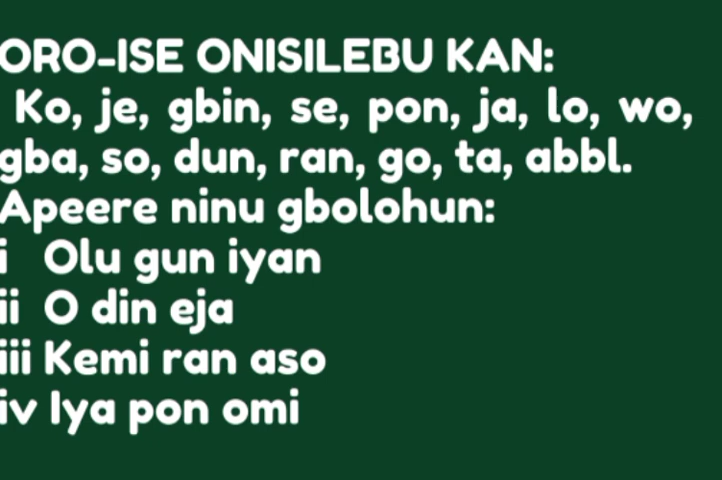 ORO-ISE ONISILEBU KAN:
Ko, je, gbin, se, pon, ja, lo, wo,
gba, so, dun, ran, go, ta, abbl.
Apeere ninu gbolohun:
i Olu gun iyan
ii O din eja
iii Kemi ran aso
iv Iya pon omi